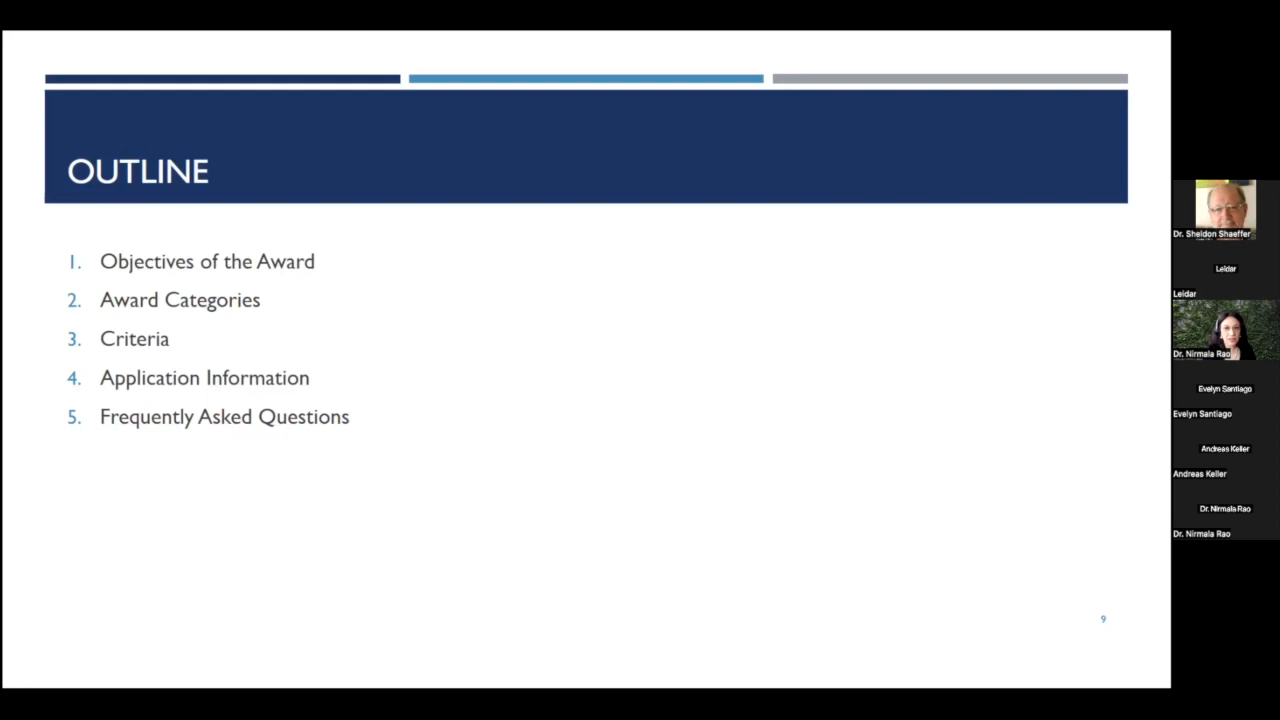 OUTLINE
1. Objectives of the Award
2. Award Categories
3. Criteria
4. Application Information
5. Frequently Asked Questions
9
Dr. Sheldon Shaeffer
Leidar
Leidar
Dr. Nirmala Rao
Evelyn Santiago
Evelyn Santiago
Andreas Keller
Andreas Keller
Dr. Nirmala Rao
Dr. Nirmala Rao